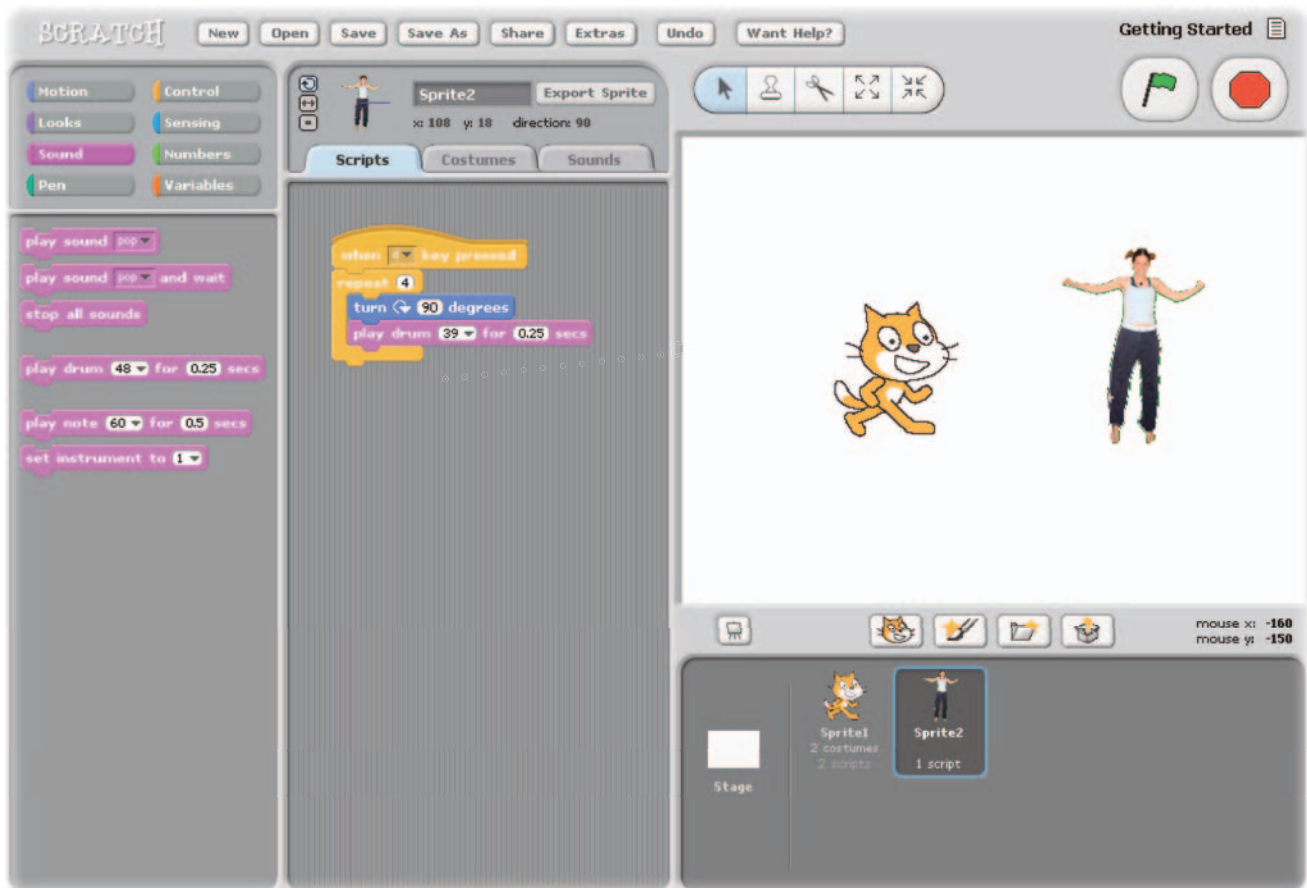 SCRATCH New Open Save Save As Share Extras Undo Want Help? Getting Started
Motion Control
Looks Sensing
Sound Numbers
Pen Variables
play sound pop
play sound pop and wait
stop all sounds
play drum 48 for 0.25 secs
play note 60 for 0.5 secs
set instrument to 1
Sprite2 Export Sprite
x: 108 y: 18 direction: 90
Scripts Costumes Sounds
when key pressed
repeat 4
turn 90 degrees
play drum 39 for 0.25 secs
mouse x: -160
mouse y: -150
Stage
Sprite1
2 costumes
2 scripts
Sprite2
1 script